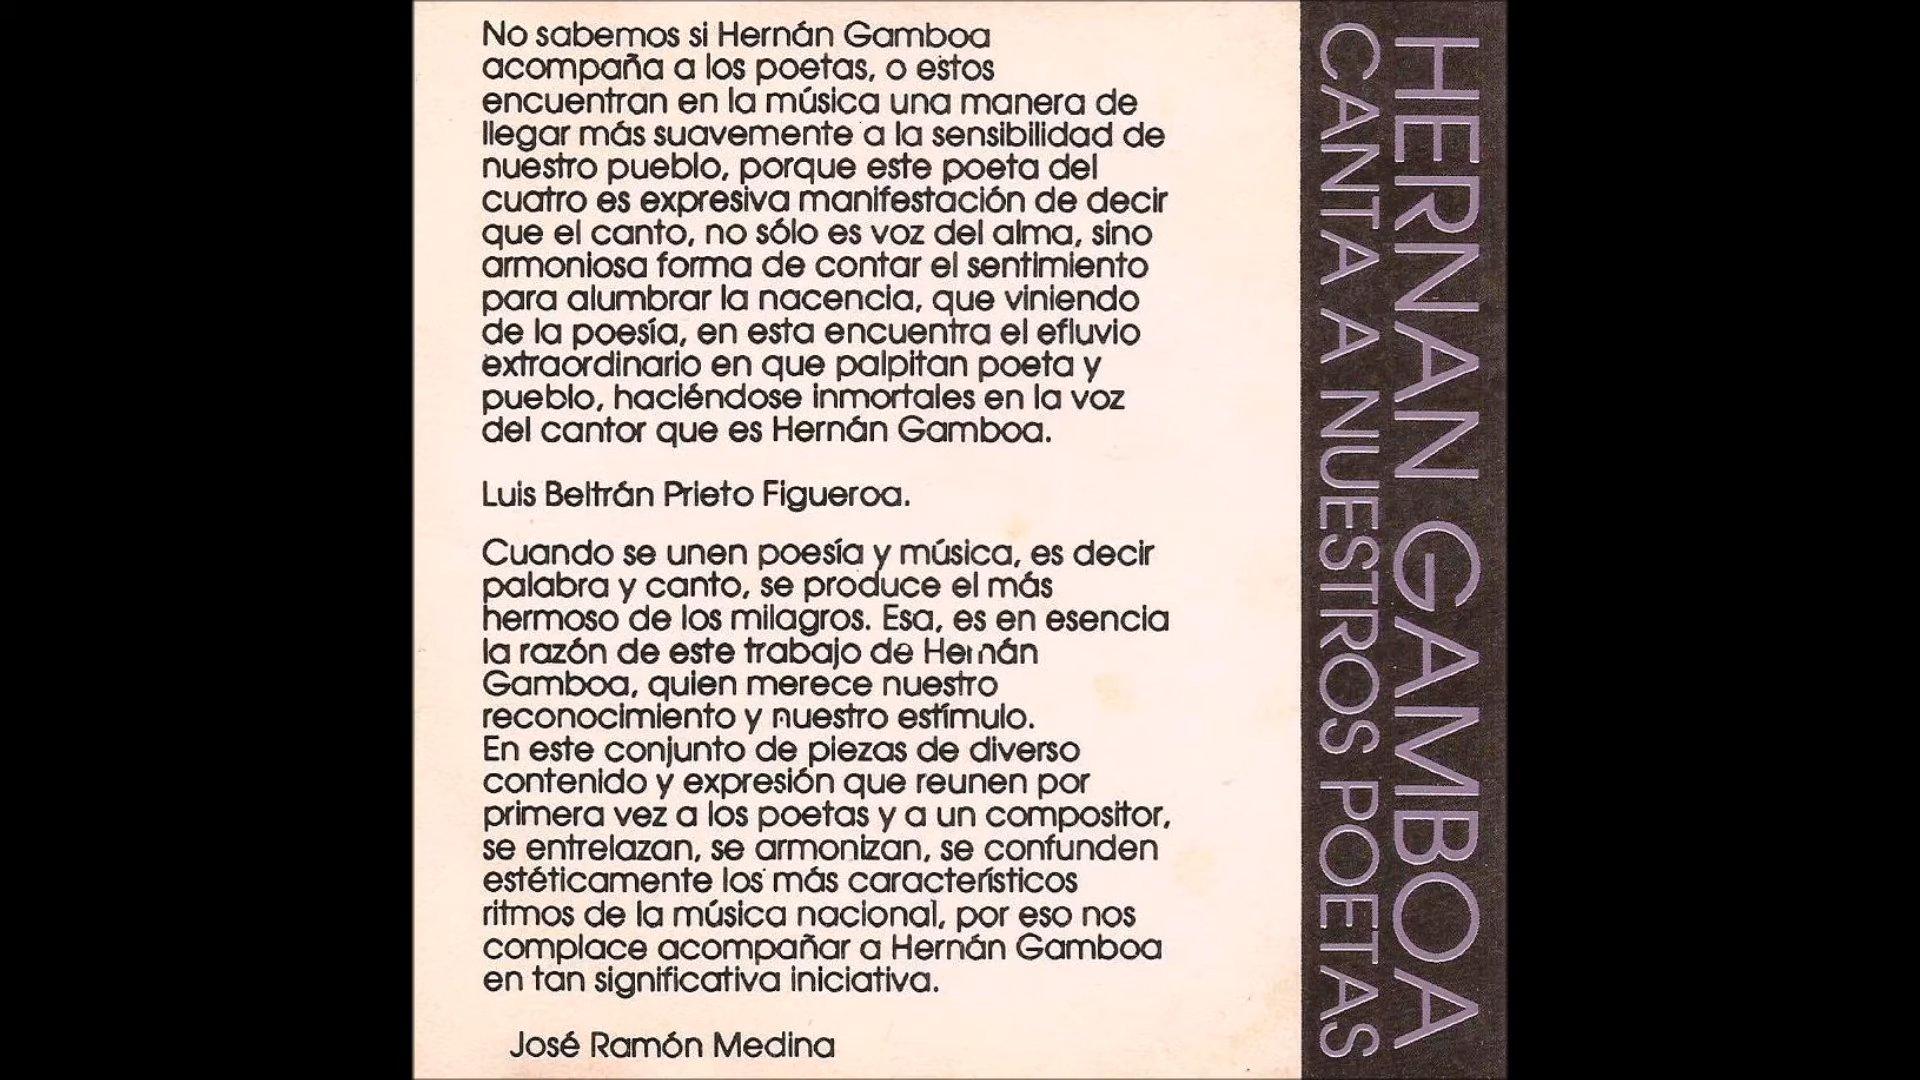 No sabemos si Hernán Gamboa
acompaña a los poetas, o estos
encuentran en la música una manera de
llegar más suavemente a la sensibilidad de
nuestro pueblo, porque este poeta del
cuatro es expresiva manifestación de decir
que el canto, no sólo es voz del alma, sino
armoniosa forma de contar el sentimiento
para alumbrar la nacencia, que viniendo
de la poesía, en esta encuentra el efluvio
extraordinario en que palpitan poeta y
pueblo, haciéndose inmortales en la voz
del cantor que es Hernán Gamboa.
Luis Beltrán Prieto Figueroa.
Cuando se unen poesía y música, es decir
palabra y canto, se produce el más
hermoso de los milagros. Esa, es en esencia
la razón de este trabajo de Hernán
Gamboa, quien merece nuestro
reconocimiento y nuestro estímulo.
En este conjunto de piezas de diverso
contenido y expresión que reunen por
primera vez a los poetas y a un compositor,
se entrelazan, se armonizan, se confunden
estéticamente los más característicos
ritmos de la música nacional, por eso nos
complace acompañar a Hernán Gamboa
en tan significativa iniciativa.
José Ramón Medina
HERNAN GAMBOA
CANTA A NUESTROS POETAS